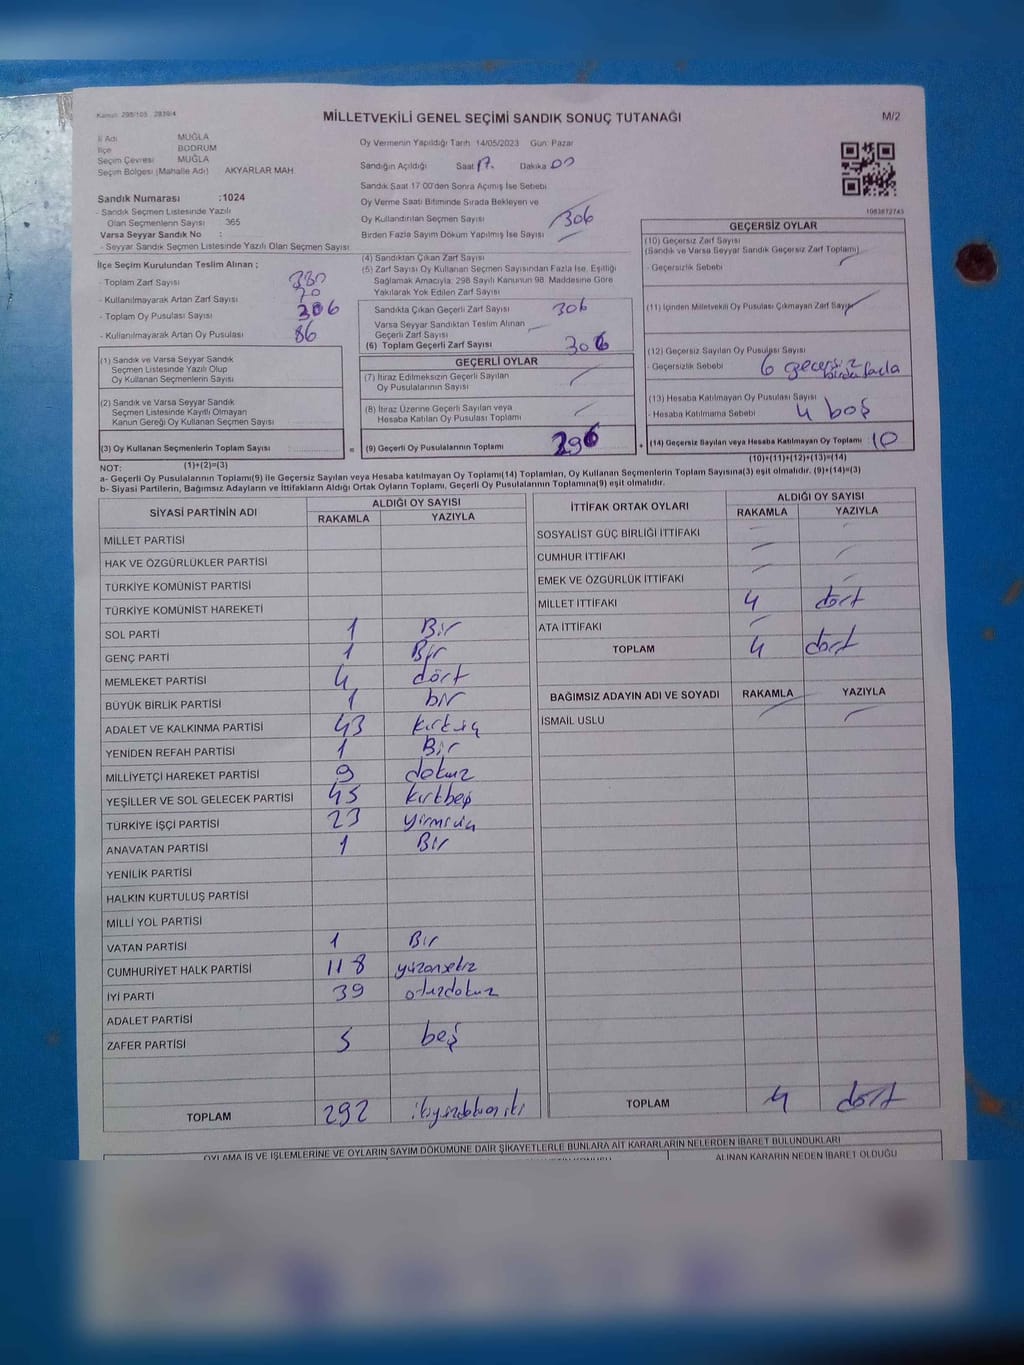 Kanun: 298/105 2839/4
MİLLETVEKİLİ GENEL SEÇİMİ SANDIK SONUÇ TUTANAĞI
M/2
İl Adı MUĞLA
İlçe BODRUM
Seçim Çevresi MUĞLA
Seçim Bölgesi (Mahalle Adı) AKYARLAR MAH
Sandık Numarası :1024
- Sandık Seçmen Listesinde Yazılı
Olan Seçmenlerin Sayısı 365
Varsa Seyyar Sandık No :
- Seyyar Sandık Seçmen Listesinde Yazılı Olan Seçmen Sayısı
Oy Vermenin Yapıldığı Tarih 14/05/2023 Gün: Pazar
Sandığın Açıldığı Saat 17. Dakika 00
Sandık Saat 17.00'den Sonra Açımış İse Sebebi
Oy Verme Saati Bitiminde Sırada Bekleyen ve
Oy Kullandırılan Seçmen Sayısı 306
Birden Fazla Sayım Döküm Yapılmış İse Sayısı
1083872743
İlçe Seçim Kurulundan Teslim Alınan ;
- Toplam Zarf Sayısı 380
- Kullanılmayarak Artan Zarf Sayısı 70
- Toplam Oy Pusulası Sayısı 306
- Kullanılmayarak Artan Oy Pusulası 86
(4) Sandıktan Çıkan Zarf Sayısı
(5) Zarf Sayısı Oy Kullanan Seçmen Sayısından Fazla İse, Eşitliği
Sağlamak Amacıyla; 298 Sayılı Kanunun 98. Maddesine Göre
Yakılarak Yok Edilen Zarf Sayısı
Sandıkta Çıkan Geçerli Zarf Sayısı 306
Varsa Seyyar Sandıktan Teslim Alınan
Geçerli Zarf Sayısı
(6) Toplam Geçerli Zarf Sayısı 306
GEÇERSİZ OYLAR
(10) Geçersiz Zarf Sayısı
(Sandık ve Varsa Seyyar Sandık Geçersiz Zarf Toplamı)
- Geçersizlik Sebebi
(11) İçinden Milletvekili Oy Pusulası Çıkmayan Zarf Sayısı
(12) Geçersiz Sayılan Oy Pusulası Sayısı
- Geçersizlik Sebebi 6 geçersiz birden fazla
(13) Hesaba Katılmayan Oy Pusulası Sayısı
- Hesaba Katılmama Sebebi 4 boş
(14) Geçersiz Sayılan veya Hesaba Katılmayan Oy Toplamı 10
(10)+(11)+(12)+(13)=(14)
(1) Sandık ve Varsa Seyyar Sandık
Seçmen Listesinde Yazılı Olup
Oy Kullanan Seçmenlerin Sayısı
(2) Sandık ve Varsa Seyyar Sandık
Seçmen Listesinde Kayıtlı Olmayan
Kanun Gereği Oy Kullanan Seçmen Sayısı
(3) Oy Kullanan Seçmenlerin Toplam Sayısı
=
(1)+(2)=(3)
GEÇERLİ OYLAR
(7) İtiraz Edilmeksizin Geçerli Sayılan
Oy Pusulalarının Sayısı
(8) İtiraz Üzerine Geçerli Sayılan veya
Hesaba Katılan Oy Pusulası Toplamı
(9) Geçerli Oy Pusulalarının Toplamı 296
+
NOT:
a- Geçerli Oy Pusulalarının Toplamı(9) ile Geçersiz Sayılan veya Hesaba katılmayan Oy Toplamı(14) Toplamları, Oy Kullanan Seçmenlerin Toplam Sayısına(3) eşit olmalıdır. (9)+(14)=(3)
b- Siyasi Partilerin, Bağımsız Adayların ve İttifakların Aldığı Ortak Oyların Toplamı, Geçerli Oy Pusulalarının Toplamına(9) eşit olmalıdır.
SİYASİ PARTİNİN ADI ALDIĞI OY SAYISI
RAKAMLA YAZIYLA
MİLLET PARTİSİ
HAK VE ÖZGÜRLÜKLER PARTİSİ
TÜRKİYE KOMÜNİST PARTİSİ
TÜRKİYE KOMÜNİST HAREKETİ
SOL PARTİ 1 Bir
GENÇ PARTİ 1 Bir
MEMLEKET PARTİSİ 4 dört
BÜYÜK BİRLİK PARTİSİ 1 bir
ADALET VE KALKINMA PARTİSİ 43 kırküç
YENİDEN REFAH PARTİSİ 1 Bir
MİLLİYETÇİ HAREKET PARTİSİ 9 dokuz
YEŞİLLER VE SOL GELECEK PARTİSİ 45 kırkbeş
TÜRKİYE İŞÇİ PARTİSİ 23 yirmiüç
ANAVATAN PARTİSİ 1 Bir
YENİLİK PARTİSİ
HALKIN KURTULUŞ PARTİSİ
MİLLİ YOL PARTİSİ
VATAN PARTİSİ 1 Bir
CUMHURİYET HALK PARTİSİ 118 yüzonsekiz
İYİ PARTİ 39 otuzdokuz
ADALET PARTİSİ
ZAFER PARTİSİ 5 beş
TOPLAM 292 ikiyüzdoksaniki
İTTİFAK ORTAK OYLARI ALDIĞI OY SAYISI
RAKAMLA YAZIYLA
SOSYALİST GÜÇ BİRLİĞİ İTTİFAKI
CUMHUR İTTİFAKI
EMEK VE ÖZGÜRLÜK İTTİFAKI
MİLLET İTTİFAKI 4 dört
ATA İTTİFAKI
TOPLAM 4 dört
BAĞIMSIZ ADAYIN ADI VE SOYADI RAKAMLA YAZIYLA
İSMAİL USLU
TOPLAM 4 dört
OYLAMA İŞ VE İŞLEMLERİNE VE OYLARIN SAYIM DÖKÜMÜNE DAİR ŞİKAYETLERLE BUNLARA AİT KARARLARIN NELERDEN İBARET BULUNDUKLARI
ALINAN KARARIN NEDEN İBARET OLDUĞU